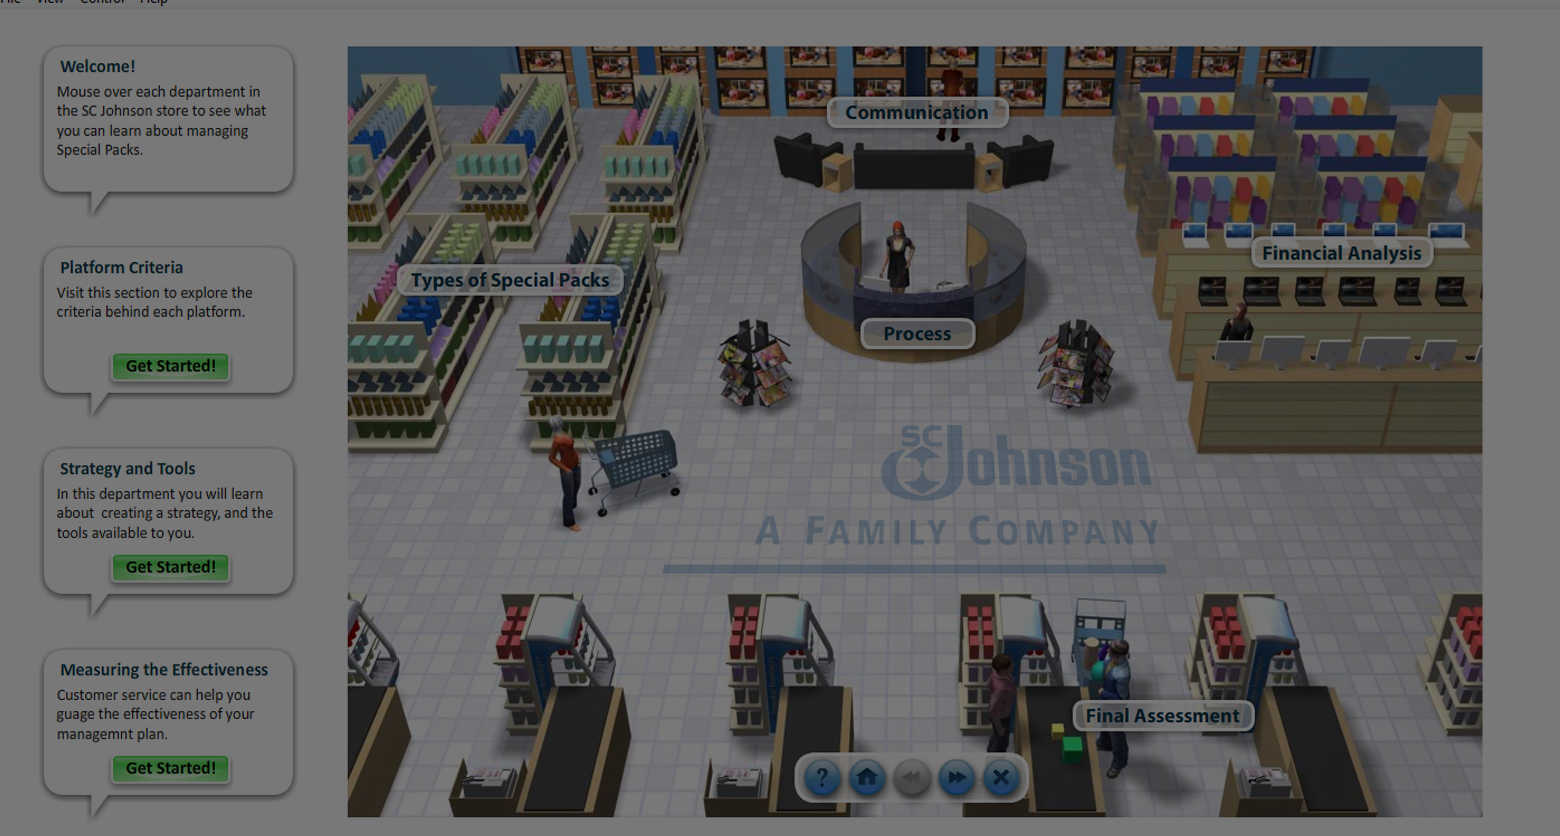 File View Control Help
Welcome!
Mouse over each department in
the SC Johnson store to see what
you can learn about managing
Special Packs.
Platform Criteria
Visit this section to explore the
criteria behind each platform.
Get Started!
Strategy and Tools
In this department you will learn
about  creating a strategy, and the
tools available to you.
Get Started!
Measuring the Effectiveness
Customer service can help you
guage the effectiveness of your
managemnt plan.
Get Started!
Communication
Financial Analysis
Types of Special Packs
Process
SC Johnson
A FAMILY COMPANY
Final Assessment
?